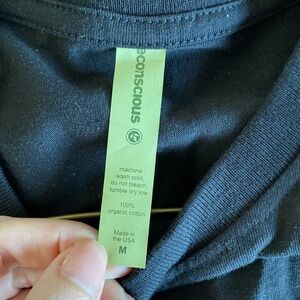 econscious
machine
wash cold,
do not bleach,
tumble dry low
100%
organic cotton
Made in
the USA
M